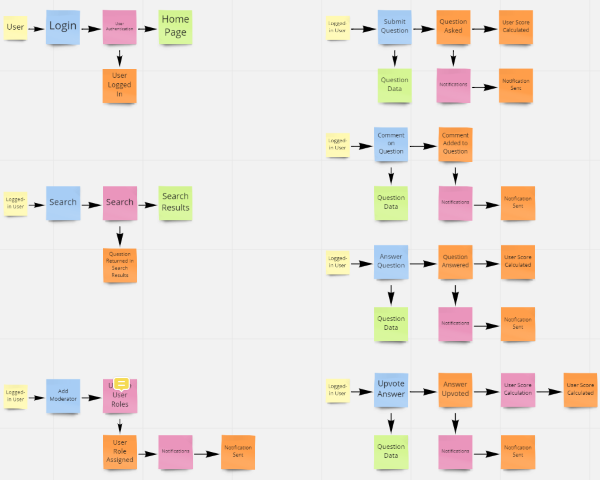 User
Login
User
Authentication
Home
Page
User
Logged
In
Logged-
in User
Search
Search
Search
Results
Question
Returned in
Search
Results
Logged-
in User
Add
Moderator
User
Roles
User
Role
Assigned
Notifications
Notification
Sent
Logged-
in User
Submit
Question
Question
Asked
User Score
Calculated
Question
Data
Notifications
Notification
Sent
Logged-
in User
Comment
on
Question
Comment
Added to
Question
Question
Data
Notifications
Notification
Sent
Logged-
in User
Answer
Question
Question
Answered
User Score
Calculated
Question
Data
Notifications
Notification
Sent
Logged-
in User
Upvote
Answer
Answer
Upvoted
User Score
Calculation
User Score
Calculated
Question
Data
Notifications
Notification
Sent